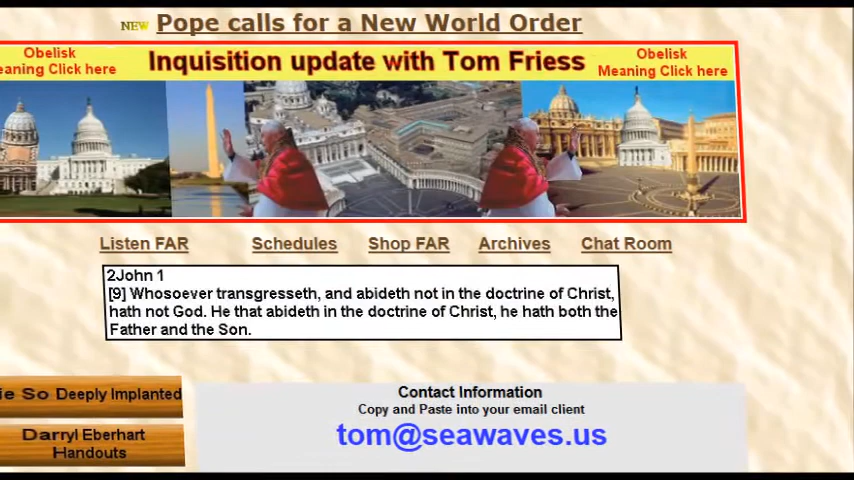 NEW Pope calls for a New World Order
Obelisk
eaning Click here
Inquisition update with Tom Friess
Obelisk
Meaning Click here
Listen FAR Schedules Shop FAR Archives Chat Room
2John 1
[9] Whosoever transgresseth, and abideth not in the doctrine of Christ,
hath not God. He that abideth in the doctrine of Christ, he hath both the
Father and the Son.
ie So Deeply Implanted
Darryl Eberhart
Handouts
Contact Information
Copy and Paste into your email client
tom@seawaves.us